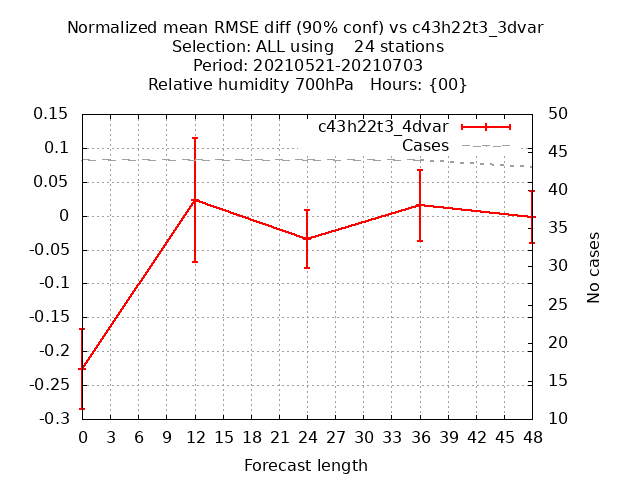 Normalized mean RMSE diff (90% conf) vs c43h22t3_3dvar
Selection: ALL using    24 stations
Period: 20210521-20210703
Relative humidity 700hPa   Hours: {00}
c43h22t3_4dvar
Cases
0.15
0.1
0.05
0
-0.05
-0.1
-0.15
-0.2
-0.25
-0.3
50
45
40
35
30
25
20
15
10
No cases
0 3 6 9 12 15 18 21 24 27 30 33 36 39 42 45 48
Forecast length